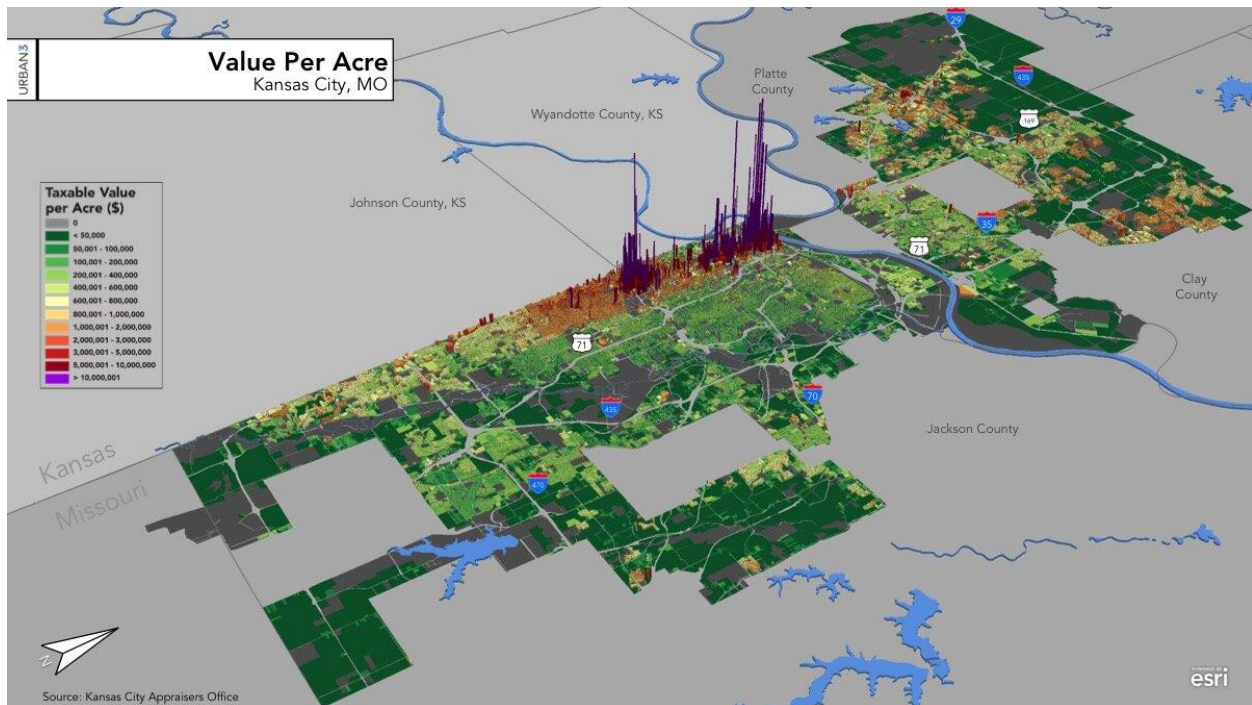 URBAN3
Value Per Acre
Kansas City, MO
Platte
County
Wyandotte County, KS
Johnson County, KS
29
435
169
35
71
Clay
County
Taxable Value
per Acre ($)
0
< 50,000
50,001 - 100,000
100,001 - 200,000
200,001 - 400,000
400,001 - 600,000
600,001 - 800,000
800,001 - 1,000,000
1,000,001 - 2,000,000
2,000,001 - 3,000,000
3,000,001 - 5,000,000
5,000,001 - 10,000,000
> 10,000,001
71
435
70
Jackson County
Kansas
Missouri
470
N
Source: Kansas City Appraisers Office
POWERED BY
esri